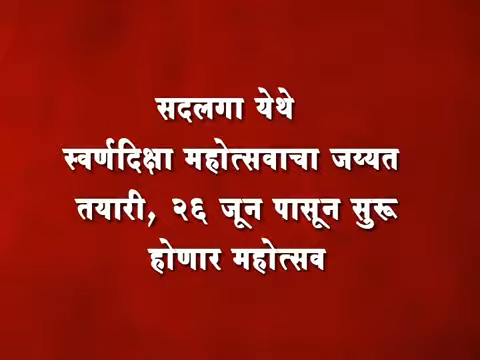 सदलगा येथे
स्वर्णदिक्षा महोत्सवाचा जय्यत
तयारी, २६ जून पासून सुरू
होणार महोत्सव